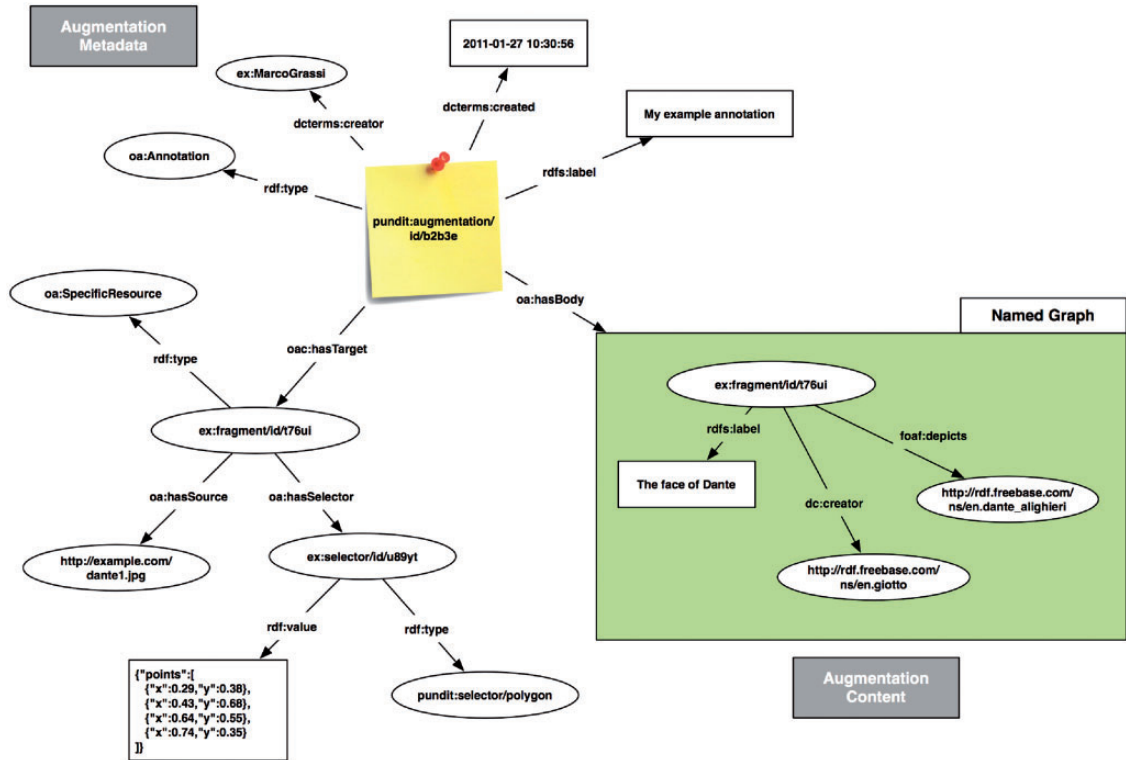 Augmentation
Metadata
2011-01-27 10:30:56
ex:MarcoGrassi
dcterms:created
My example annotation
dcterms:creator
oa:Annotation
rdfs:label
rdf:type
pundit:augmentation/
id/b2b3e
oa:SpecificResource
oa:hasBody
Named Graph
oac:hasTarget
rdf:type
ex:fragment/id/t76ui
rdfs:label
foaf:depicts
ex:fragment/id/t76ui
The face of Dante
dc:creator
http://rdf.freebase.com/
ns/en.dante_alighieri
oa:hasSource
oa:hasSelector
http://example.com/
dante1.jpg
ex:selector/id/u89yt
http://rdf.freebase.com/
ns/en.giotto
rdf:value
rdf:type
{"points":[
{"x":0.29,"y":0.38},
{"x":0.43,"y":0.68},
{"x":0.64,"y":0.55},
{"x":0.74,"y":0.35}
]}
pundit:selector/polygon
Augmentation
Content